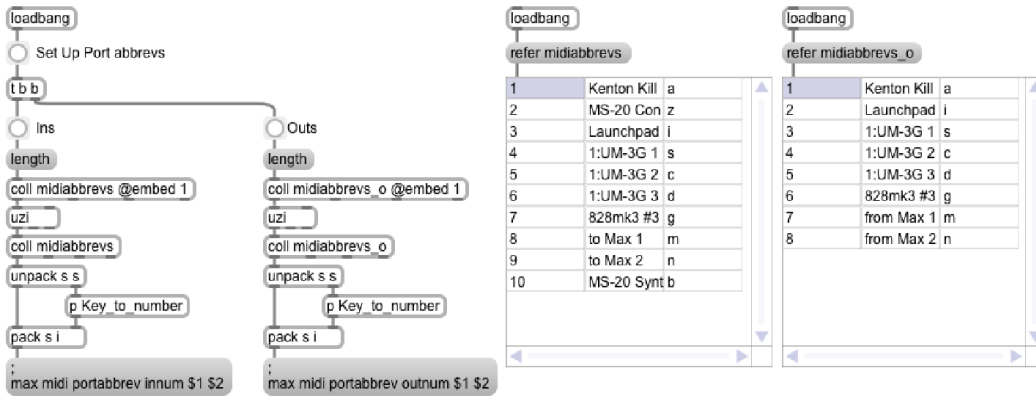 loadbang
Set Up Port abbrevs
t b b
Ins
Outs
length
length
coll midiabbrevs @embed 1
coll midiabbrevs_o @embed 1
uzi
uzi
coll midiabbrevs
coll midiabbrevs_o
unpack s s
unpack s s
p Key_to_number
p Key_to_number
pack s i
pack s i
;
max midi portabbrev innum $1 $2
;
max midi portabbrev outnum $1 $2
loadbang
refer midiabbrevs
1 Kenton Kill a
2 MS-20 Con z
3 Launchpad i
4 1:UM-3G 1 s
5 1:UM-3G 2 c
6 1:UM-3G 3 d
7 828mk3 #3 g
8 to Max 1 m
9 to Max 2 n
10 MS-20 Synt b
loadbang
refer midiabbrevs_o
1 Kenton Kill a
2 Launchpad i
3 1:UM-3G 1 s
4 1:UM-3G 2 c
5 1:UM-3G 3 d
6 828mk3 #3 g
7 from Max 1 m
8 from Max 2 n